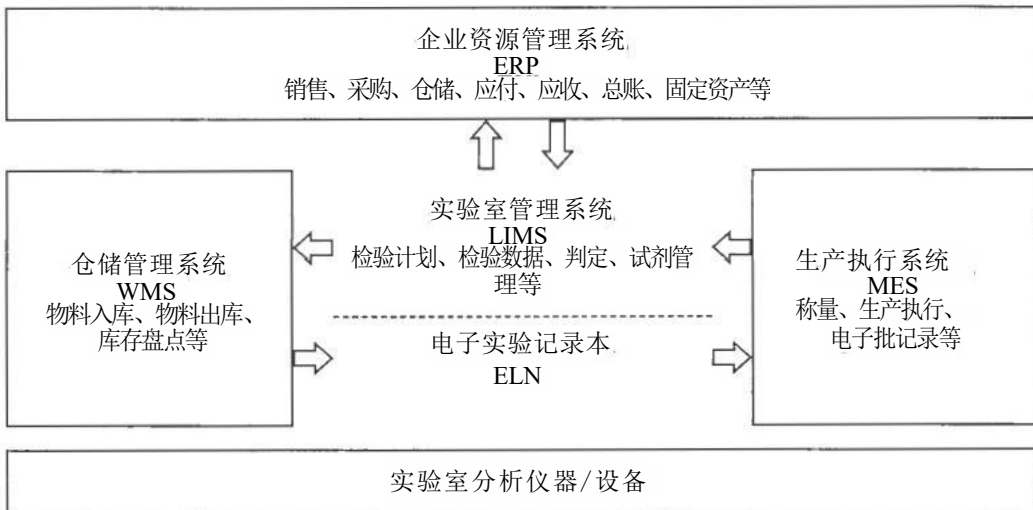 企业资源管理系统
ERP
销售、采购、仓储、应付、应收、总账、固定资产等
实验室管理系统
LIMS
检验计划、检验数据、判定、试剂管
理等
仓储管理系统
WMS
物料入库、物料出库、
库存盘点等
生产执行系统
MES
称量、生产执行、
电子批记录等
电子实验记录本
ELN
实验室分析仪器/设备